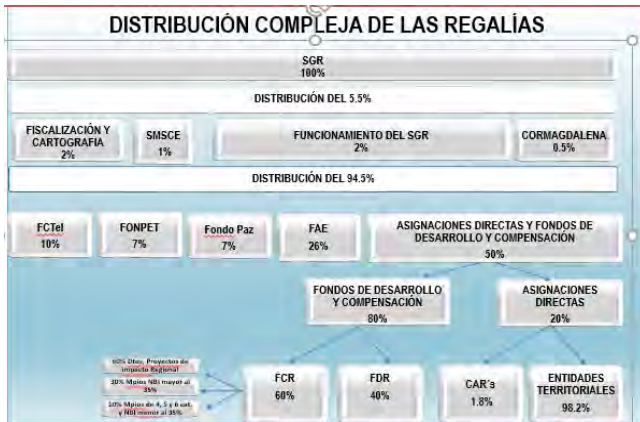 DISTRIBUCIÓN COMPLEJA DE LAS REGALÍAS
SGR
100%
DISTRIBUCIÓN DEL 5.5%
FISCALIZACIÓN Y
CARTOGRAFIA
2%
SMSCE
1%
FUNCIONAMIENTO DEL SGR
2%
CORMAGDALENA
0.5%
DISTRIBUCIÓN DEL 94.5%
FCTeI
10%
FONPET
7%
Fondo Paz
7%
FAE
26%
ASIGNACIONES DIRECTAS Y FONDOS DE
DESARROLLO Y COMPENSACIÓN
50%
FONDOS DE DESARROLLO
Y COMPENSACIÓN
80%
ASIGNACIONES
DIRECTAS
20%
60% Dtos. Proyectos de
impacto Regional
30% Mpios NBI mayor al
35%
10% Mpios de 4, 5 y 6 cat.
y NBI menor al 35%
FCR
60%
FDR
40%
CAR's
1.8%
ENTIDADES
TERRITORIALES
98.2%